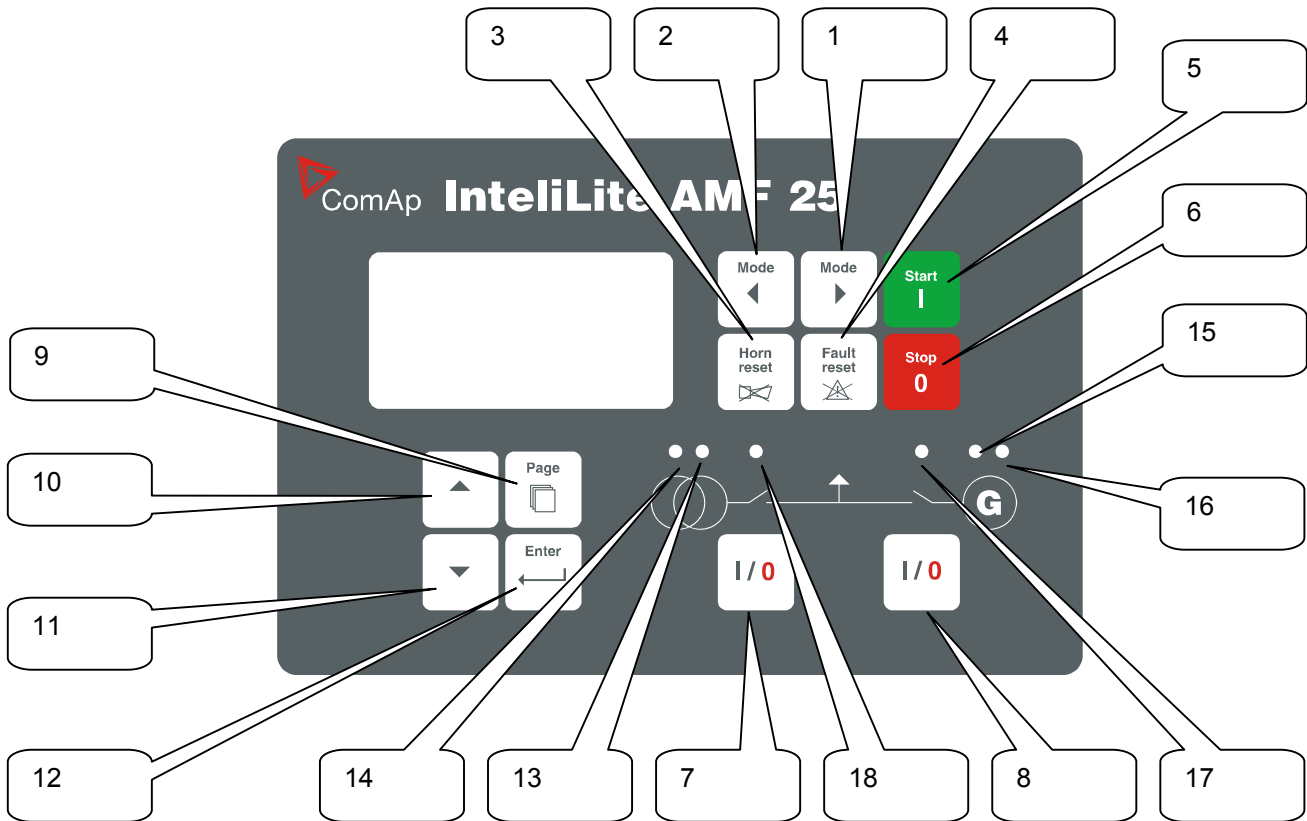 3 2 1 4
5
ComAp InteliLite AMF 25
6
Mode Mode Start
I
15
Horn reset Fault reset Stop
0
9
10
Page
16
G
Enter
I / 0 I / 0
11
12 14 13 7 18 8 17